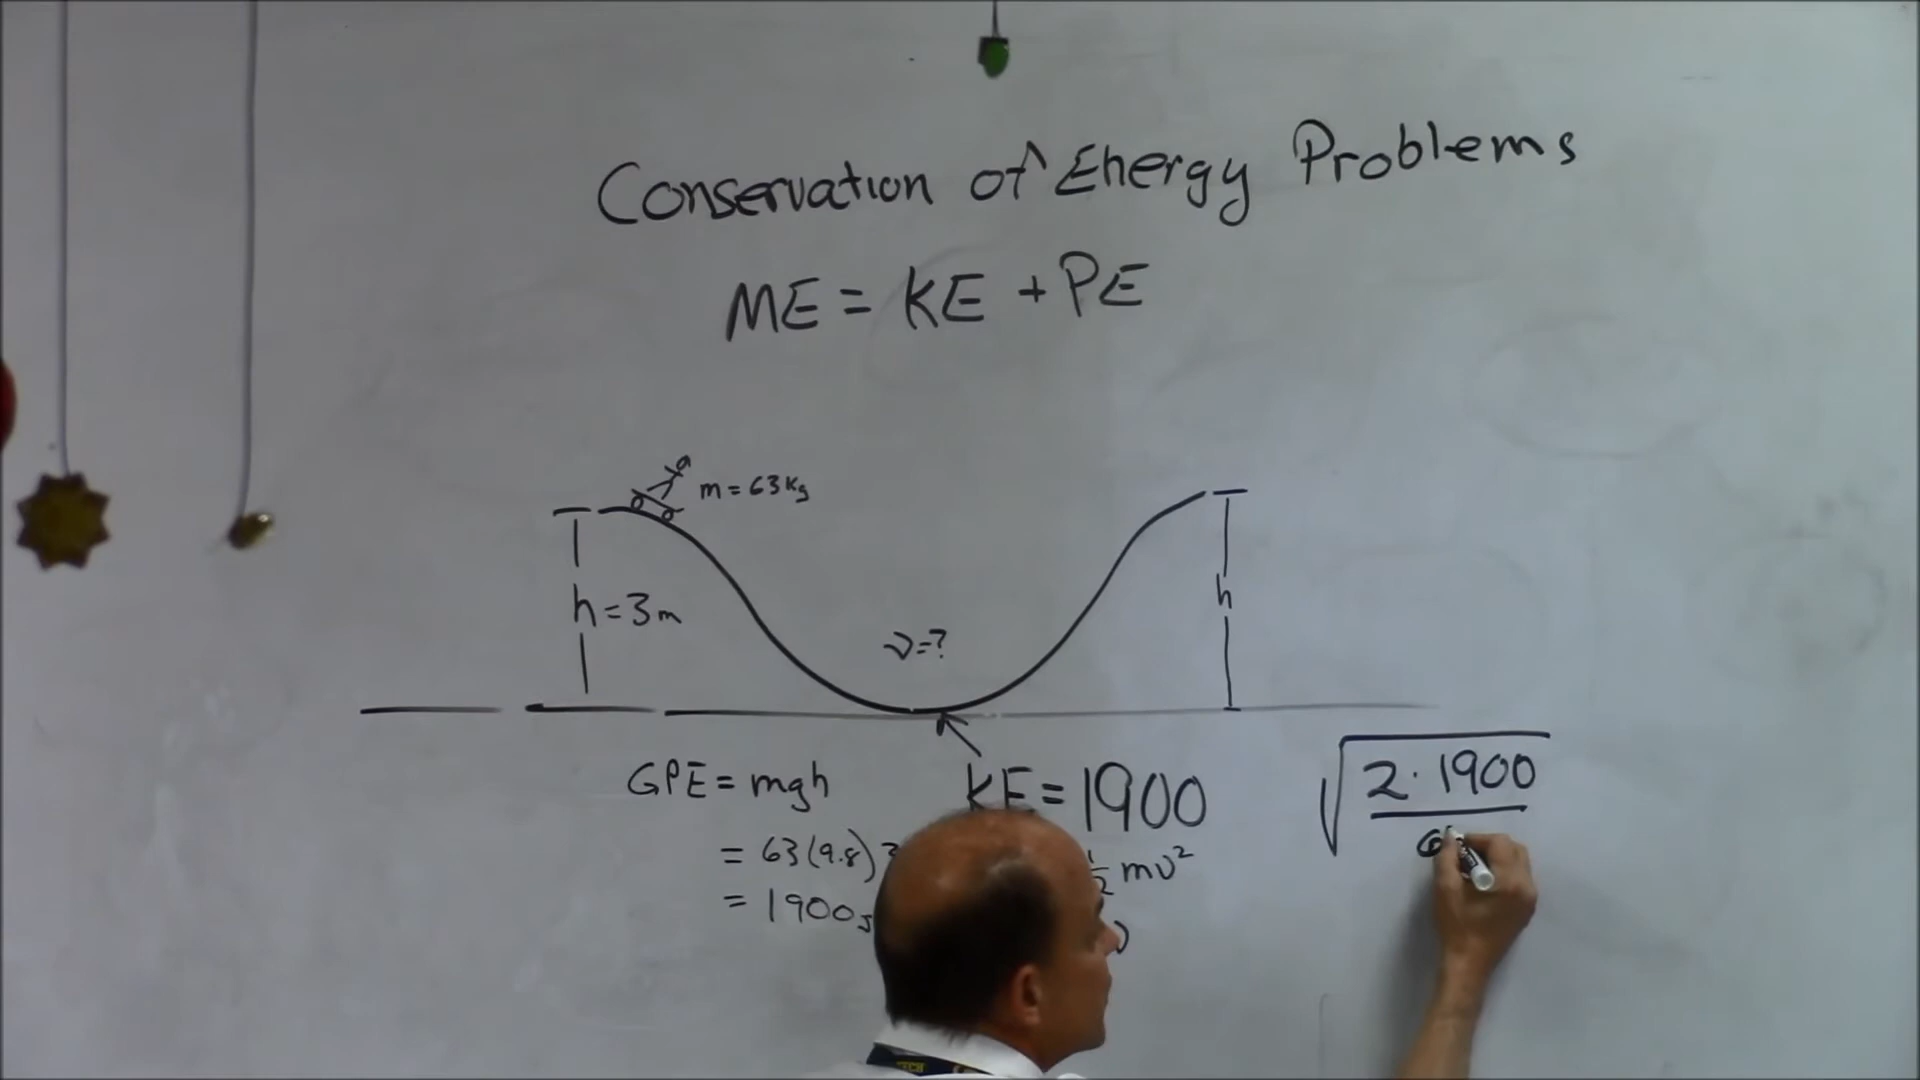 Conservation of Energy Problems
ME = KE + PE
m = 63 kg
h = 3 m
v = ?
h
GPE = mgh
= 63 (9.8)
= 1900 J
KE = 1900
1/2 mv²
√ 2 · 1900
6
TECH